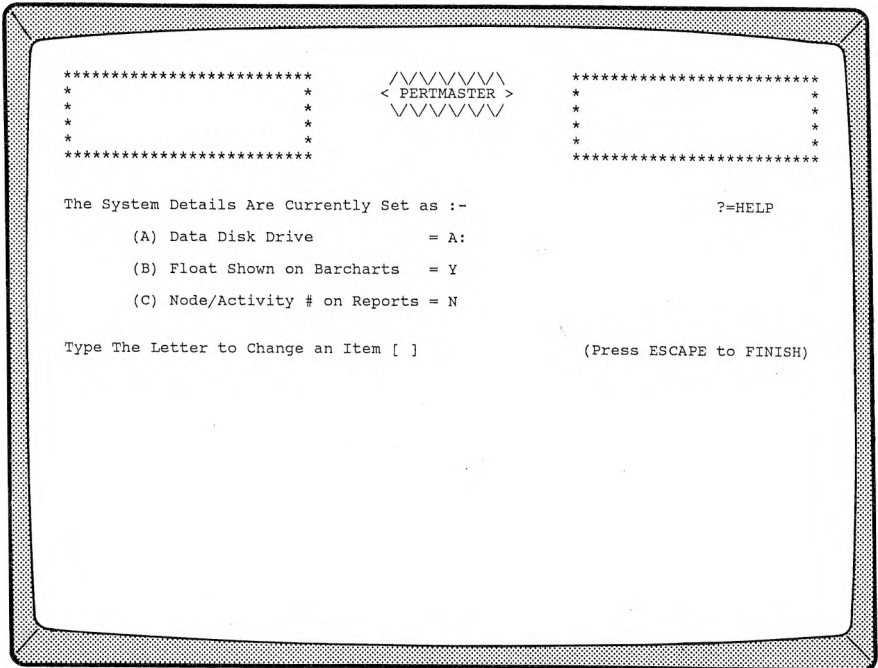 ************************* /\/\/\/\/\/\ *************************
* * < PERTMASTER > * *
* * \/\/\/\/\/\/ * *
* * * *
* * * *
************************* *************************
The System Details Are Currently Set as :- ?=HELP
(A) Data Disk Drive = A:
(B) Float Shown on Barcharts = Y
(C) Node/Activity # on Reports = N
Type The Letter to Change an Item [ ] (Press ESCAPE to FINISH)